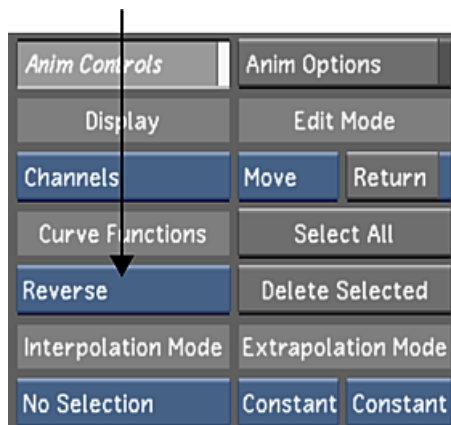 Anim Controls Anim Options
Display Edit Mode
Channels Move Return
Curve Functions Select All
Reverse Delete Selected
Interpolation Mode Extrapolation Mode
No Selection Constant Constant